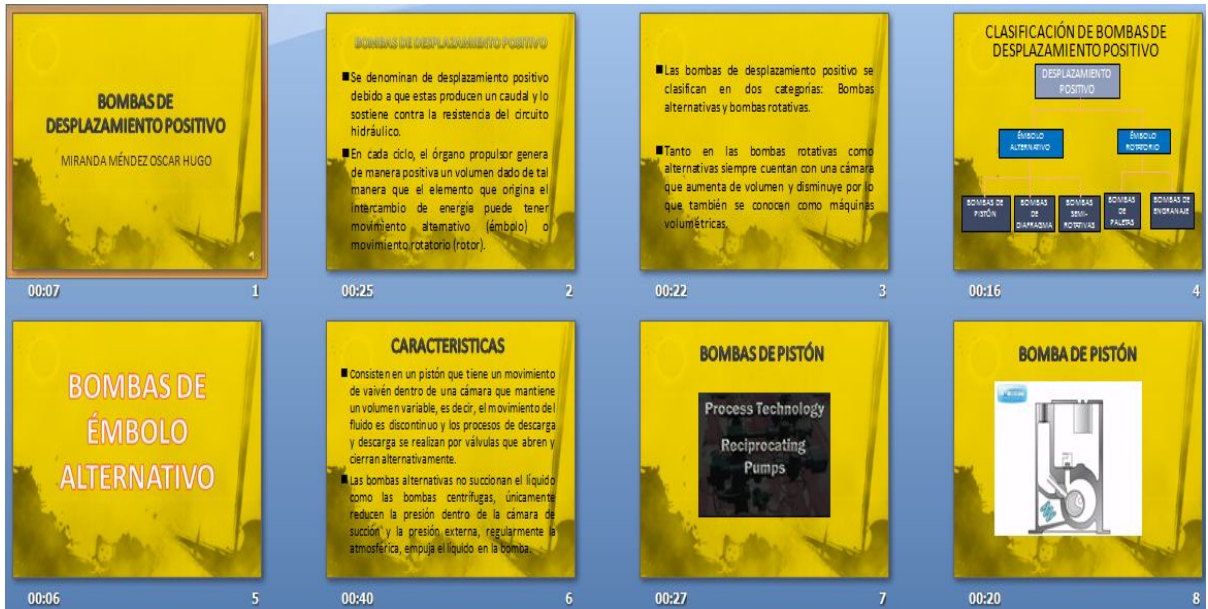 BOMBAS DE
DESPLAZAMIENTO POSITIVO
MIRANDA MÉNDEZ OSCAR HUGO
00:07
1
BOMBAS DE DESPLAZAMIENTO POSITIVO
Se denominan de desplazamiento positivo
debido a que estas producen un caudal y lo
sostiene contra la resistencia del circuito
hidráulico.
En cada ciclo, el órgano propulsor genera
de manera positiva un volumen dado de tal
manera que el elemento que origina el
intercambio de energía puede tener
movimiento alternativo (émbolo) o
movimiento rotatorio (rotor).
00:25
2
Las bombas de desplazamiento positivo se
clasifican en dos categorías: Bombas
alternativas y bombas rotativas.
Tanto en las bombas rotativas como
alternativas siempre cuentan con una cámara
que aumenta de volumen y disminuye por lo
que también se conocen como máquinas
volumétricas.
00:22
3
CLASIFICACIÓN DE BOMBAS DE
DESPLAZAMIENTO POSITIVO
DESPLAZAMIENTO
POSITIVO
ÉMBOLO
ALTERNATIVO
ÉMBOLO
ROTATORIO
BOMBAS DE
PISTÓN
BOMBAS
DE
DIAFRAGMA
BOMBAS
SEMI-
ROTATIVAS
BOMBAS
DE
PALETAS
BOMBAS DE
ENGRANAJE
00:16
4
BOMBAS DE
ÉMBOLO
ALTERNATIVO
00:06
5
CARACTERISTICAS
Consisten en un pistón que tiene un movimiento
de vaivén dentro de una cámara que mantiene
un volumen variable, es decir, el movimiento del
fluido es discontinuo y los procesos de descarga
y descarga se realizan por válvulas que abren y
cierran alternativamente.
Las bombas alternativas no succionan el líquido
como las bombas centrífugas, únicamente
reducen la presión dentro de la cámara de
succión y la presión externa, regularmente la
atmosférica, empuja el líquido en la bomba.
00:40
6
BOMBAS DE PISTÓN
Process Technology
Reciprocating
Pumps
00:27
7
BOMBA DE PISTÓN
00:20
8